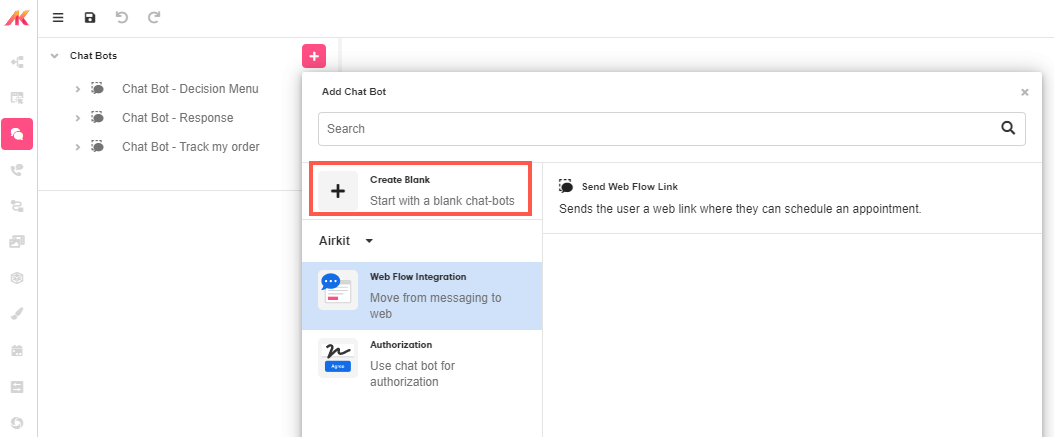 Chat Bots
Chat Bot - Decision Menu
Chat Bot - Response
Chat Bot - Track my order
Add Chat Bot
Search
Create Blank
Start with a blank chat-bots
Airkit
Web Flow Integration
Move from messaging to
web
Authorization
Agree
Use chat bot for
authorization
Send Web Flow Link
Sends the user a web link where they can schedule an appointment.